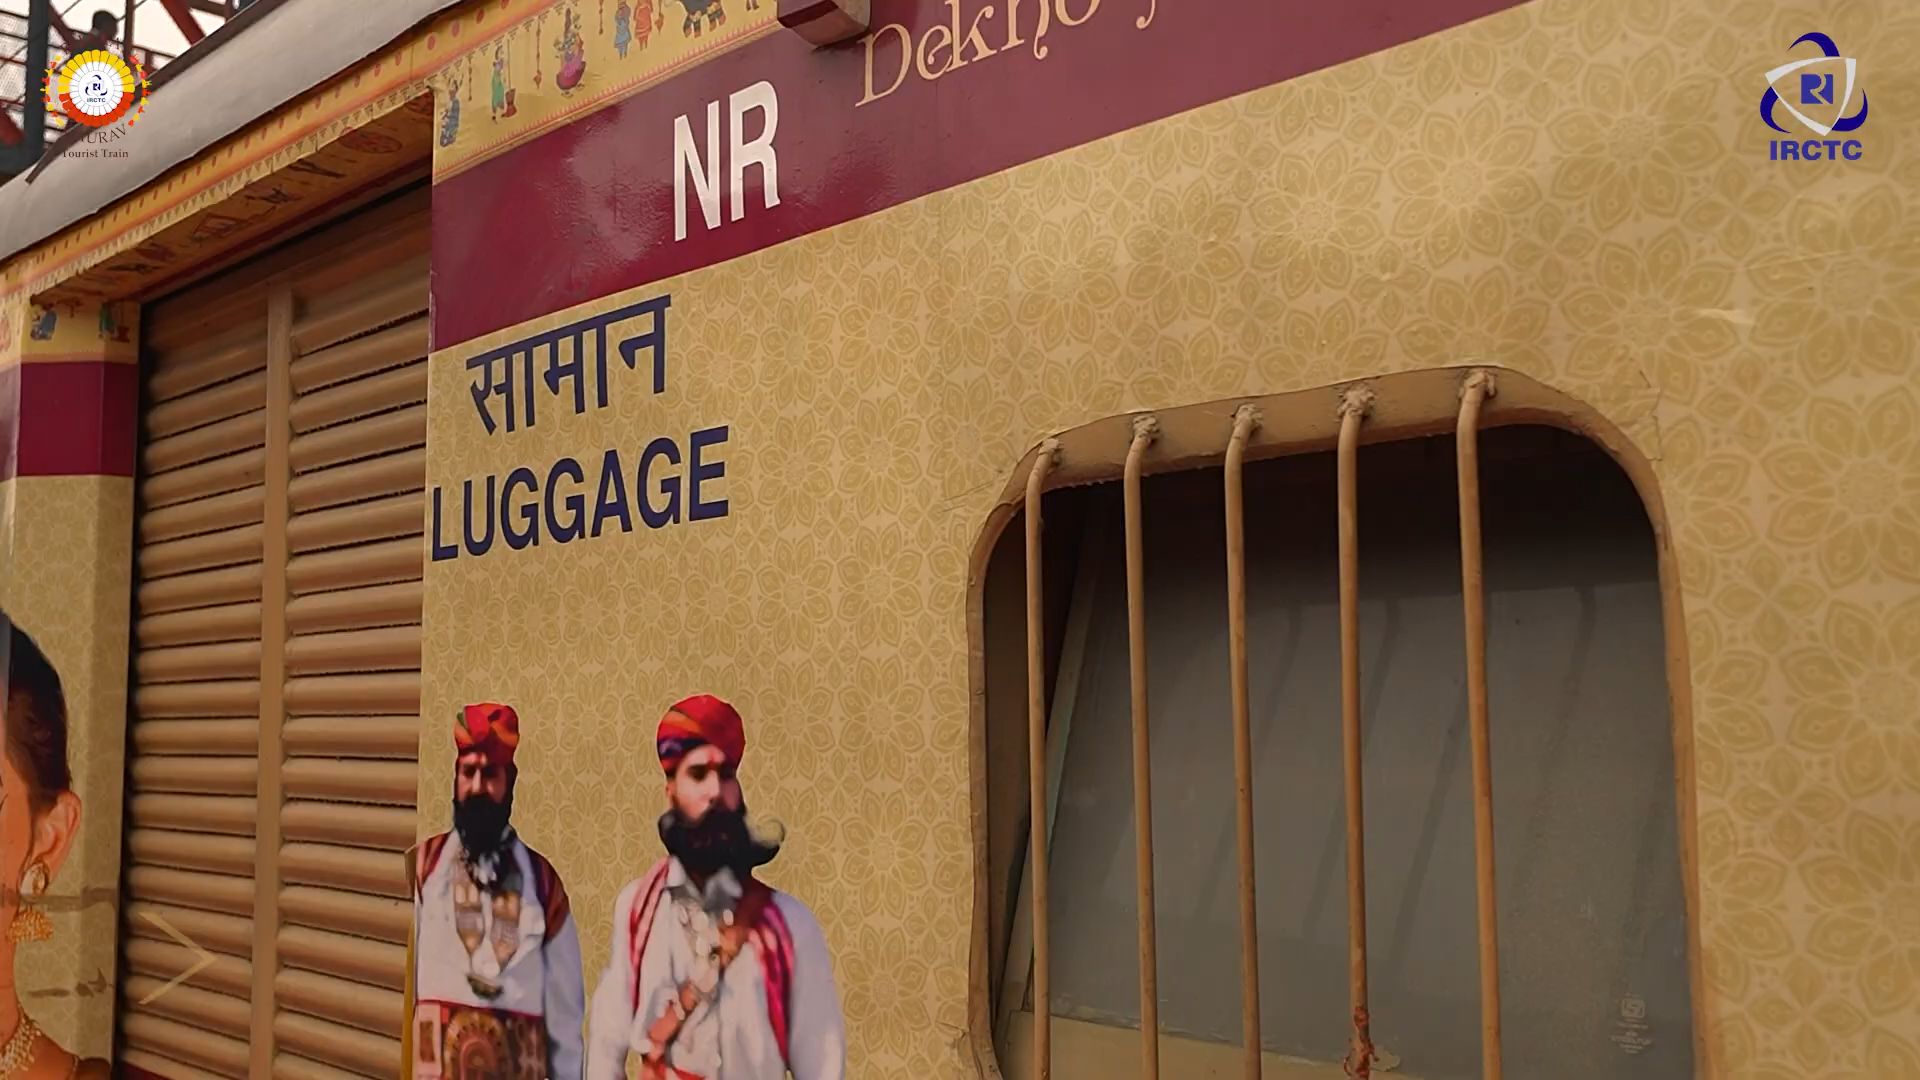 Dekho
NR
सामान
LUGGAGE
IRCTC
Tourist Train
IRCTC